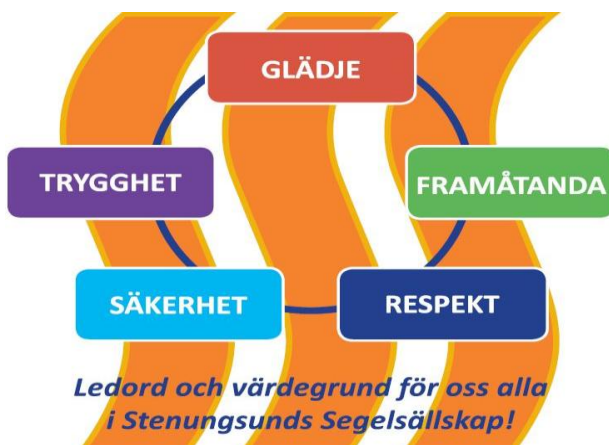 GLÄDJE
TRYGGHET
FRAMÅTANDA
SÄKERHET
RESPEKT
Ledord och värdegrund för oss alla
i Stenungsunds Segelsällskap!